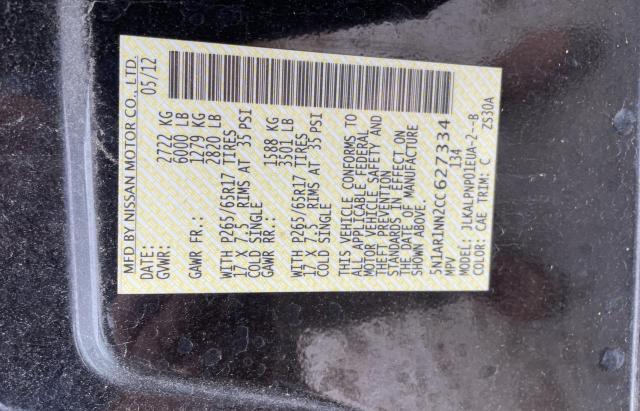 MFD BY NISSAN MOTOR CO., LTD.
DATE: 05/12
GVWR: 2722 KG
6000 LB
GAWR FR.: 1279 KG
2820 LB
WITH P265/65R17 TIRES
17 X 7.5 RIMS AT 35 PSI
COLD SINGLE
GAWR RR.: 1588 KG
3501 LB
WITH P265/65R17 TIRES
17 X 7.5 RIMS AT 35 PSI
COLD SINGLE
THIS VEHICLE CONFORMS TO
ALL APPLICABLE FEDERAL
MOTOR VEHICLE SAFETY AND
THEFT PREVENTION
STANDARDS IN EFFECT ON
THE DATE OF MANUFACTURE
SHOWN ABOVE.
5N1AR1NN2CC627334
MPV 134
MODEL: JLKALPNP01EUA-2--B
COLOR: CAE TRIM: C ZS30A